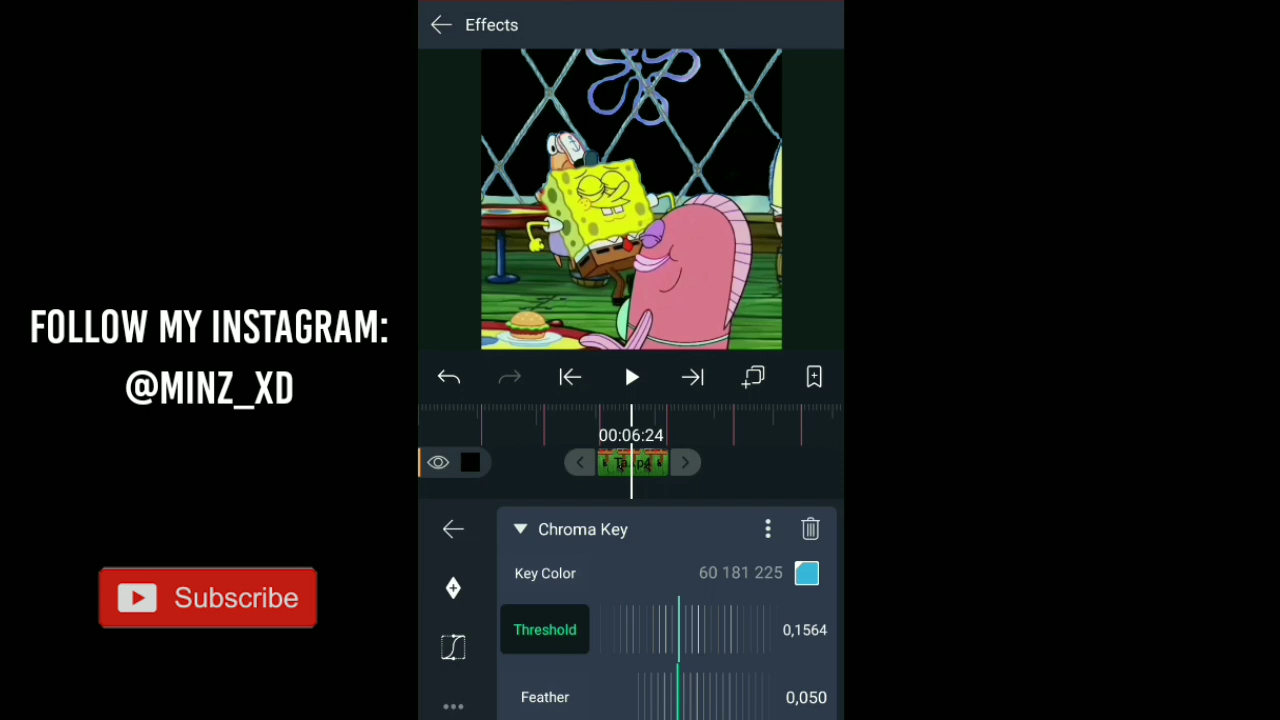 Effects
FOLLOW MY INSTAGRAM:
@MINZ_XD
00:06:24
Chroma Key
Key Color 60 181 225
Subscribe
Threshold 0,1564
Feather 0,050